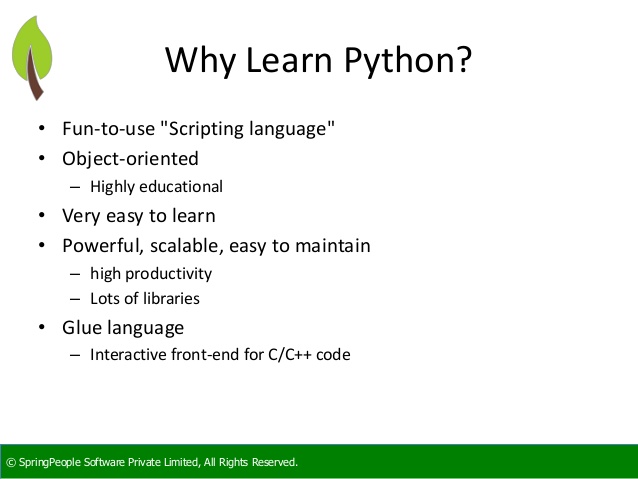 Why Learn Python?
• Fun-to-use "Scripting language"
• Object-oriented
– Highly educational
• Very easy to learn
• Powerful, scalable, easy to maintain
– high productivity
– Lots of libraries
• Glue language
– Interactive front-end for C/C++ code
© SpringPeople Software Private Limited, All Rights Reserved.